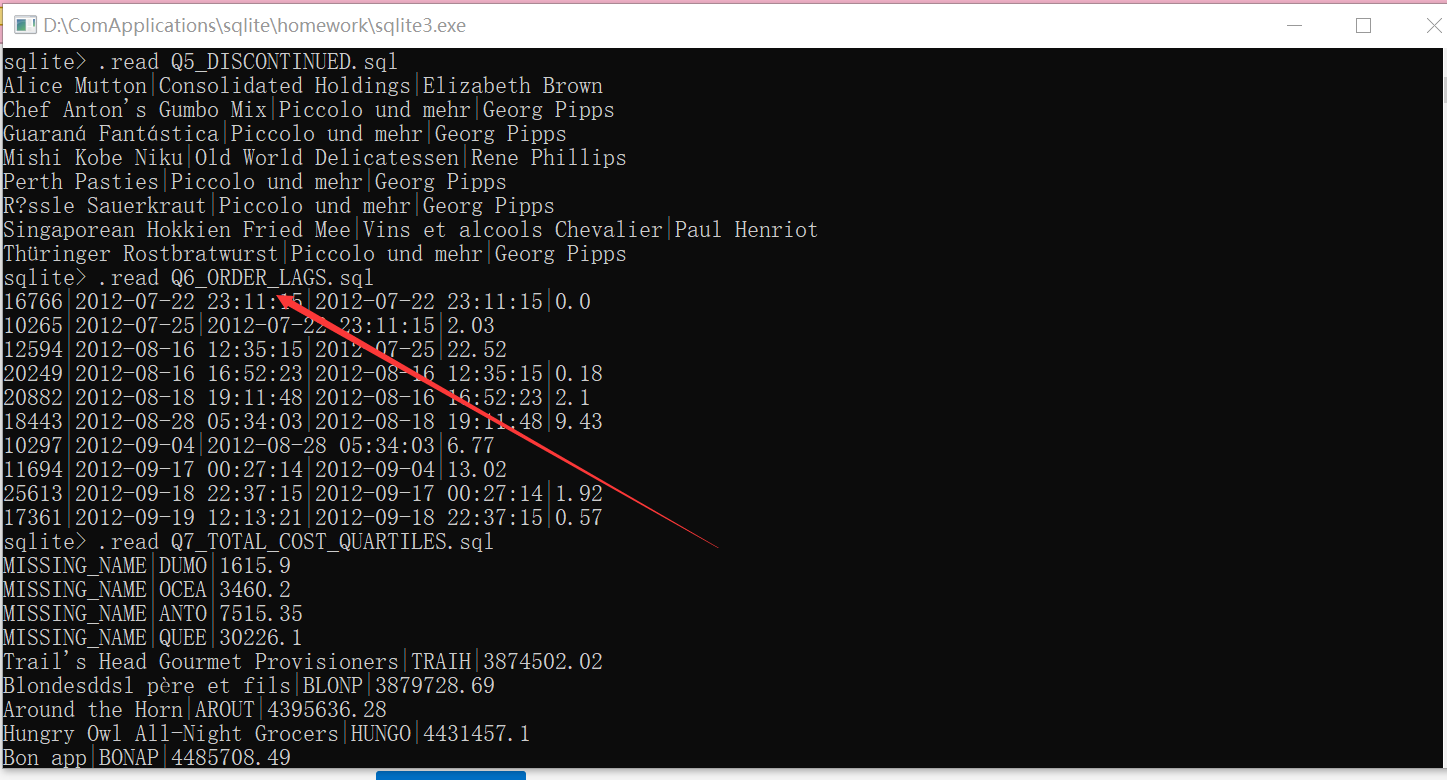 D:\ComApplications\sqlite\homework\sqlite3.exe
sqlite> .read Q5_DISCONTINUED.sql
Alice Mutton|Consolidated Holdings|Elizabeth Brown
Chef Anton's Gumbo Mix|Piccolo und mehr|Georg Pipps
Guaraná Fantástica|Piccolo und mehr|Georg Pipps
Mishi Kobe Niku|Old World Delicatessen|Rene Phillips
Perth Pasties|Piccolo und mehr|Georg Pipps
R?ssle Sauerkraut|Piccolo und mehr|Georg Pipps
Singaporean Hokkien Fried Mee|Vins et alcools Chevalier|Paul Henriot
Thüringer Rostbratwurst|Piccolo und mehr|Georg Pipps
sqlite> .read Q6_ORDER_LAGS.sql
16766|2012-07-22 23:11:15|2012-07-22 23:11:15|0.0
10265|2012-07-25|2012-07-22 23:11:15|2.03
12594|2012-08-16 12:35:15|2012-07-25|22.52
20249|2012-08-16 16:52:23|2012-08-16 12:35:15|0.18
20882|2012-08-18 19:11:48|2012-08-16 16:52:23|2.1
18443|2012-08-28 05:34:03|2012-08-18 19:11:48|9.43
10297|2012-09-04|2012-08-28 05:34:03|6.77
11694|2012-09-17 00:27:14|2012-09-04|13.02
25613|2012-09-18 22:37:15|2012-09-17 00:27:14|1.92
17361|2012-09-19 12:13:21|2012-09-18 22:37:15|0.57
sqlite> .read Q7_TOTAL_COST_QUARTILES.sql
MISSING_NAME|DUMO|1615.9
MISSING_NAME|OCEA|3460.2
MISSING_NAME|ANTO|7515.35
MISSING_NAME|QUEE|30226.1
Trail's Head Gourmet Provisioners|TRAIH|3874502.02
Blondesddsl père et fils|BLONP|3879728.69
Around the Horn|AROUT|4395636.28
Hungry Owl All-Night Grocers|HUNGO|4431457.1
Bon app|BONAP|4485708.49